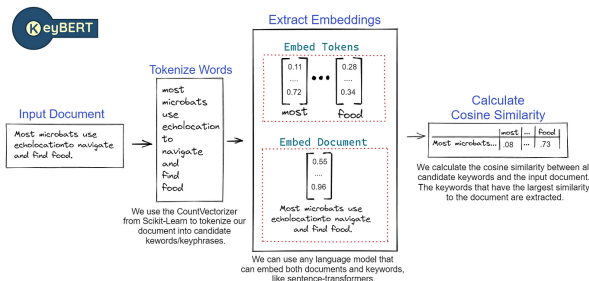 KeyBERT
Extract Embeddings
Embed Tokens
0.11
....
0.72
•••
0.28
....
0.34
most
food
Tokenize Words
most
microbats
use
echolocation
to
navigate
and
find
food
Input Document
Most microbats use
echolocationto navigate
and find food.
Embed Document
0.55
....
0.96
Most microbats use
echolocationto navigate
and find food.
Calculate
Cosine Similarity
most ... food
Most microbats... .08 ... .73
We calculate the cosine similarity between al
candidate keywords and the input document.
The keywords that have the largest similarity
to the document are extracted.
We use the CountVectorizer
from Scikit-Learn to tokenize our
document into candidate
kewords/keyphrases.
We can use any language model that
can embed both documents and keywords,
like sentence-transformers.